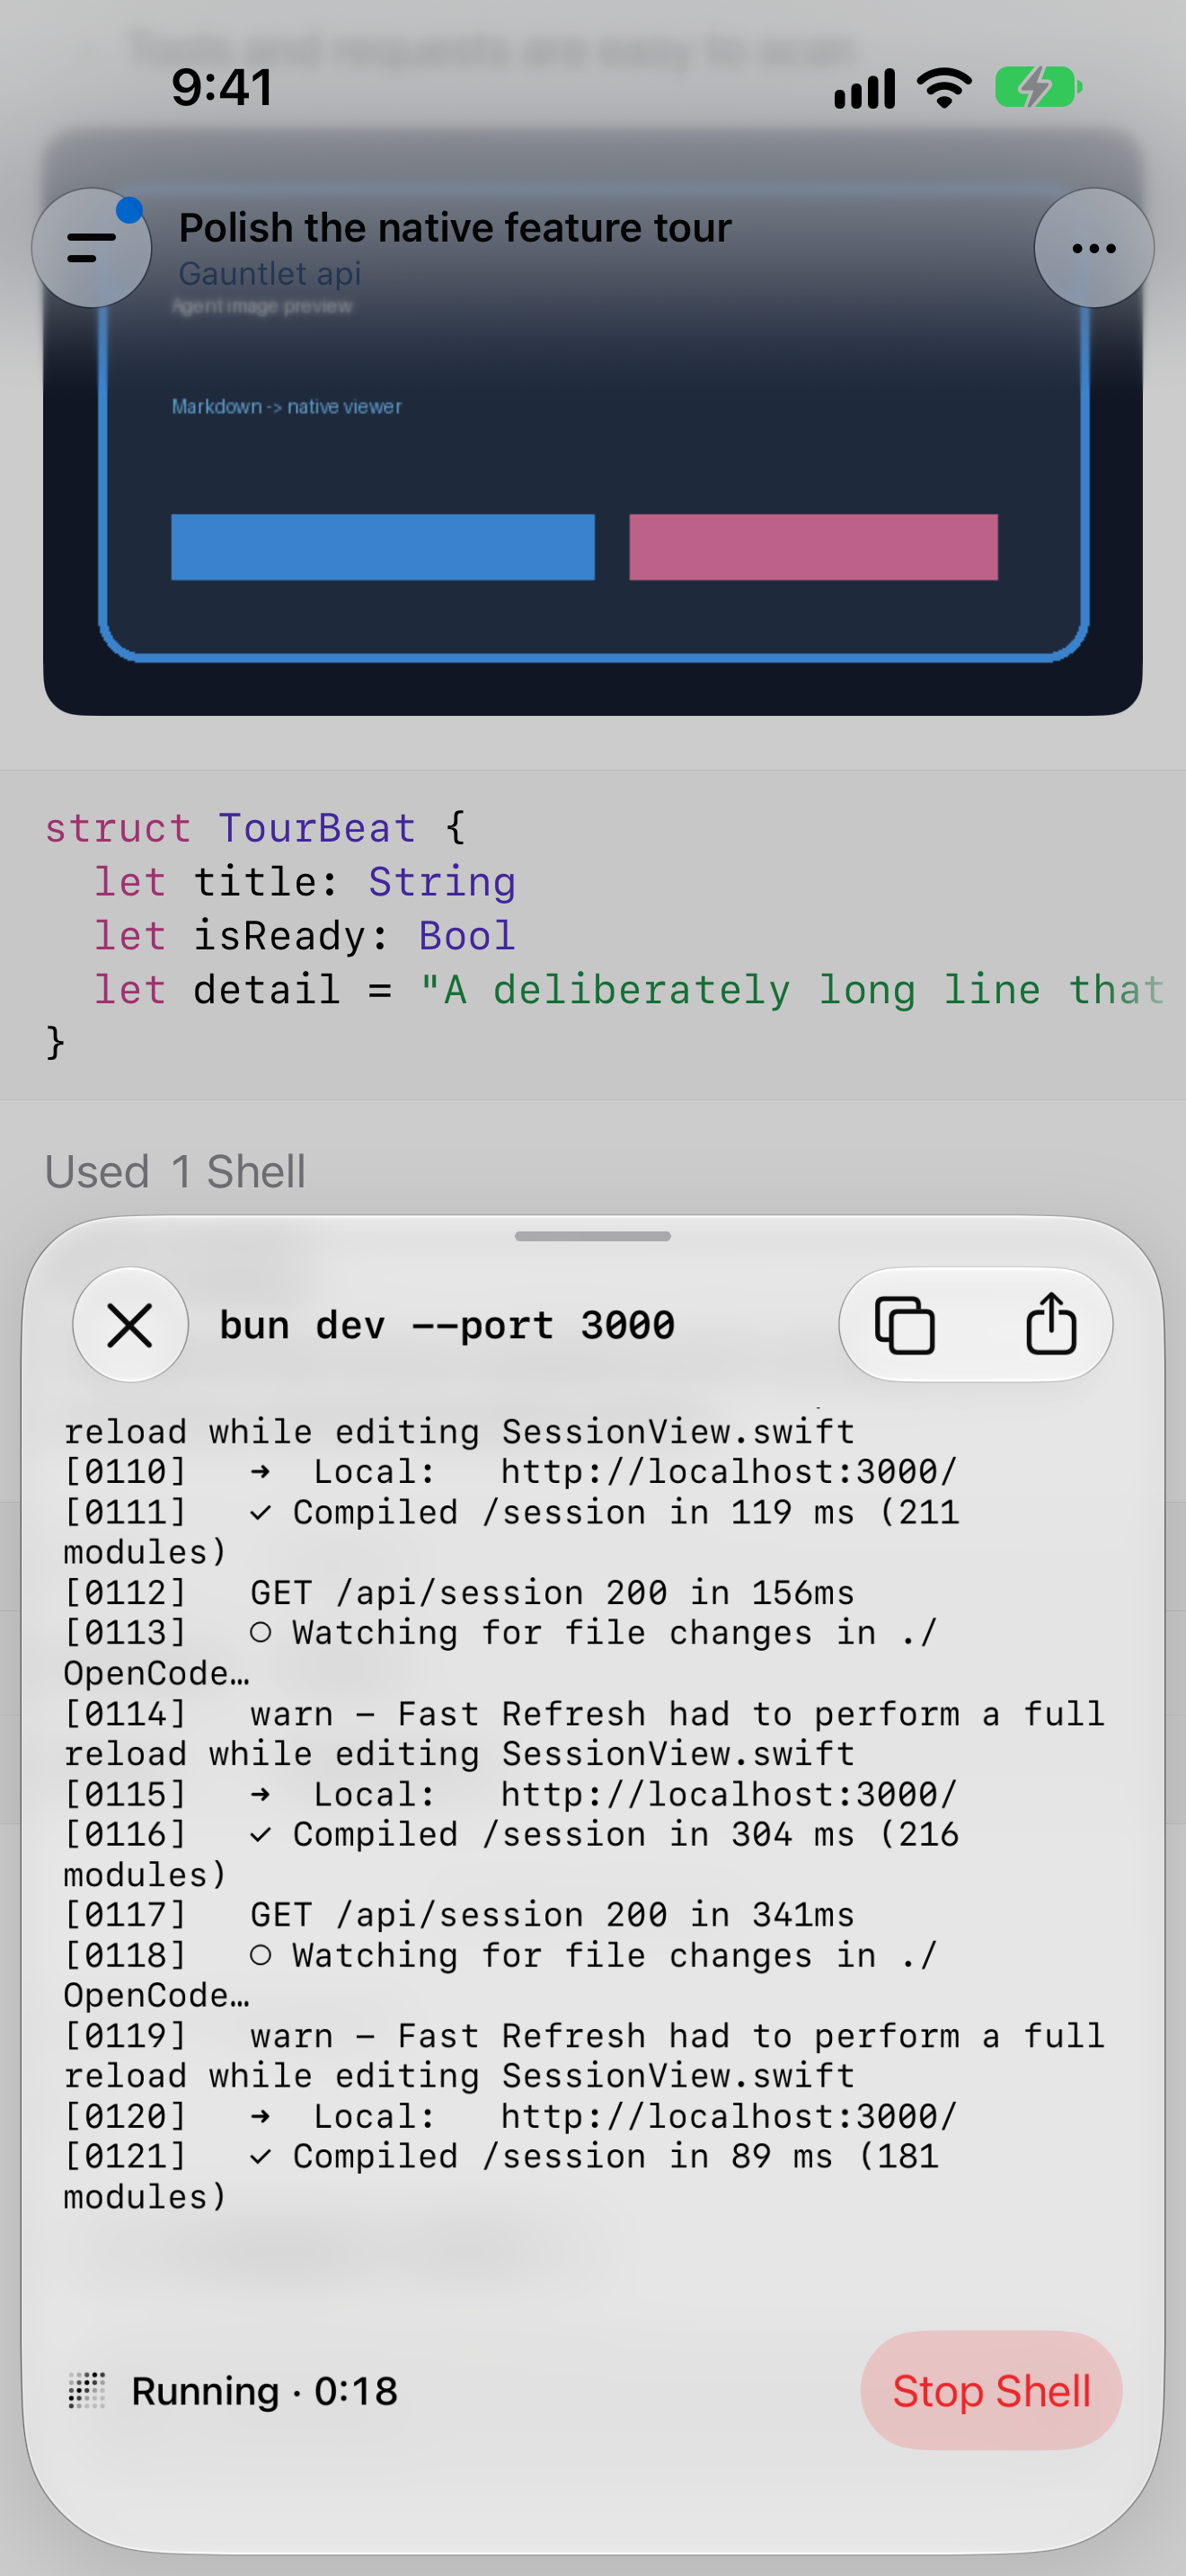 Tools and requests are easy to scan
9:41
Polish the native feature tour
Gauntlet api
Agent image preview
Markdown -> native viewer
struct TourBeat {
  let title: String
  let isReady: Bool
  let detail = "A deliberately long line that
}
Used 1 Shell
bun dev --port 3000
reload while editing SessionView.swift
[0110]   ➜  Local:   http://localhost:3000/
[0111]   ✓ Compiled /session in 119 ms (211
modules)
[0112]   GET /api/session 200 in 156ms
[0113]   ○ Watching for file changes in ./
OpenCode…
[0114]   warn – Fast Refresh had to perform a full
reload while editing SessionView.swift
[0115]   ➜  Local:   http://localhost:3000/
[0116]   ✓ Compiled /session in 304 ms (216
modules)
[0117]   GET /api/session 200 in 341ms
[0118]   ○ Watching for file changes in ./
OpenCode…
[0119]   warn – Fast Refresh had to perform a full
reload while editing SessionView.swift
[0120]   ➜  Local:   http://localhost:3000/
[0121]   ✓ Compiled /session in 89 ms (181
modules)
Running · 0:18
Stop Shell